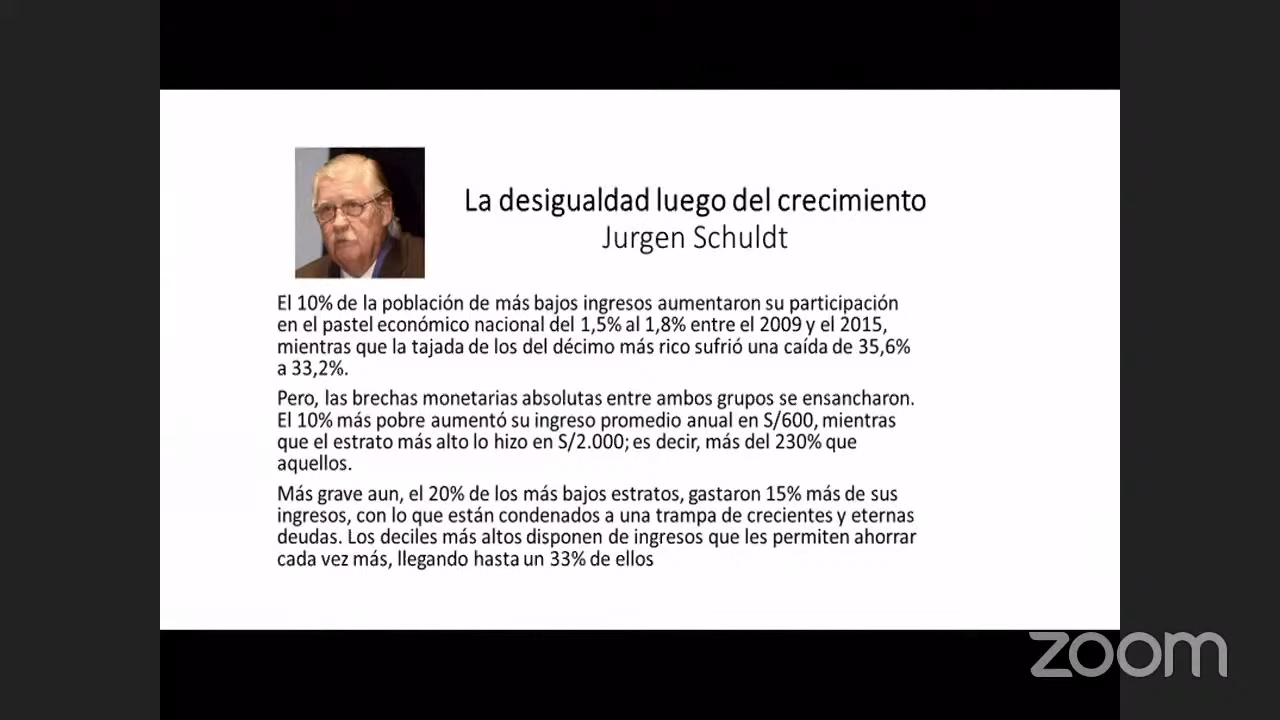 La desigualdad luego del crecimiento
Jurgen Schuldt
El 10% de la población de más bajos ingresos aumentaron su participación
en el pastel económico nacional del 1,5% al 1,8% entre el 2009 y el 2015,
mientras que la tajada de los del décimo más rico sufrió una caída de 35,6%
a 33,2%.
Pero, las brechas monetarias absolutas entre ambos grupos se ensancharon.
El 10% más pobre aumentó su ingreso promedio anual en S/600, mientras
que el estrato más alto lo hizo en S/2.000; es decir, más del 230% que
aquellos.
Más grave aun, el 20% de los más bajos estratos, gastaron 15% más de sus
ingresos, con lo que están condenados a una trampa de crecientes y eternas
deudas. Los deciles más altos disponen de ingresos que les permiten ahorrar
cada vez más, llegando hasta un 33% de ellos
zoom